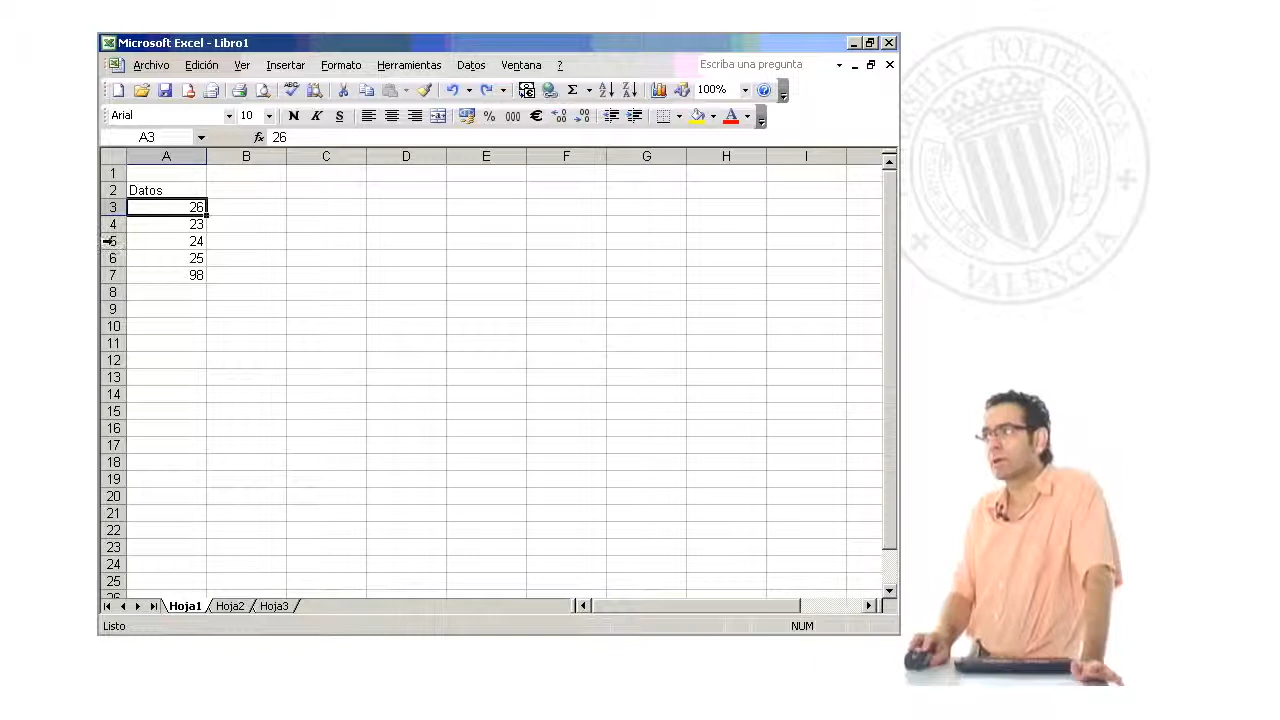 Microsoft Excel - Libro1
Archivo Edición Ver Insertar Formato Herramientas Datos Ventana ? Escriba una pregunta
100%
Arial 10 N K S % 000 €
A3 fx 26
A B C D E F G H I
1
2 Datos
3 26
4 23
5 24
6 25
7 98
8
9
10
11
12
13
14
15
16
17
18
19
20
21
22
23
24
25
Hoja1 Hoja2 Hoja3
Listo NUM
POLITECNICA
VALENCIA